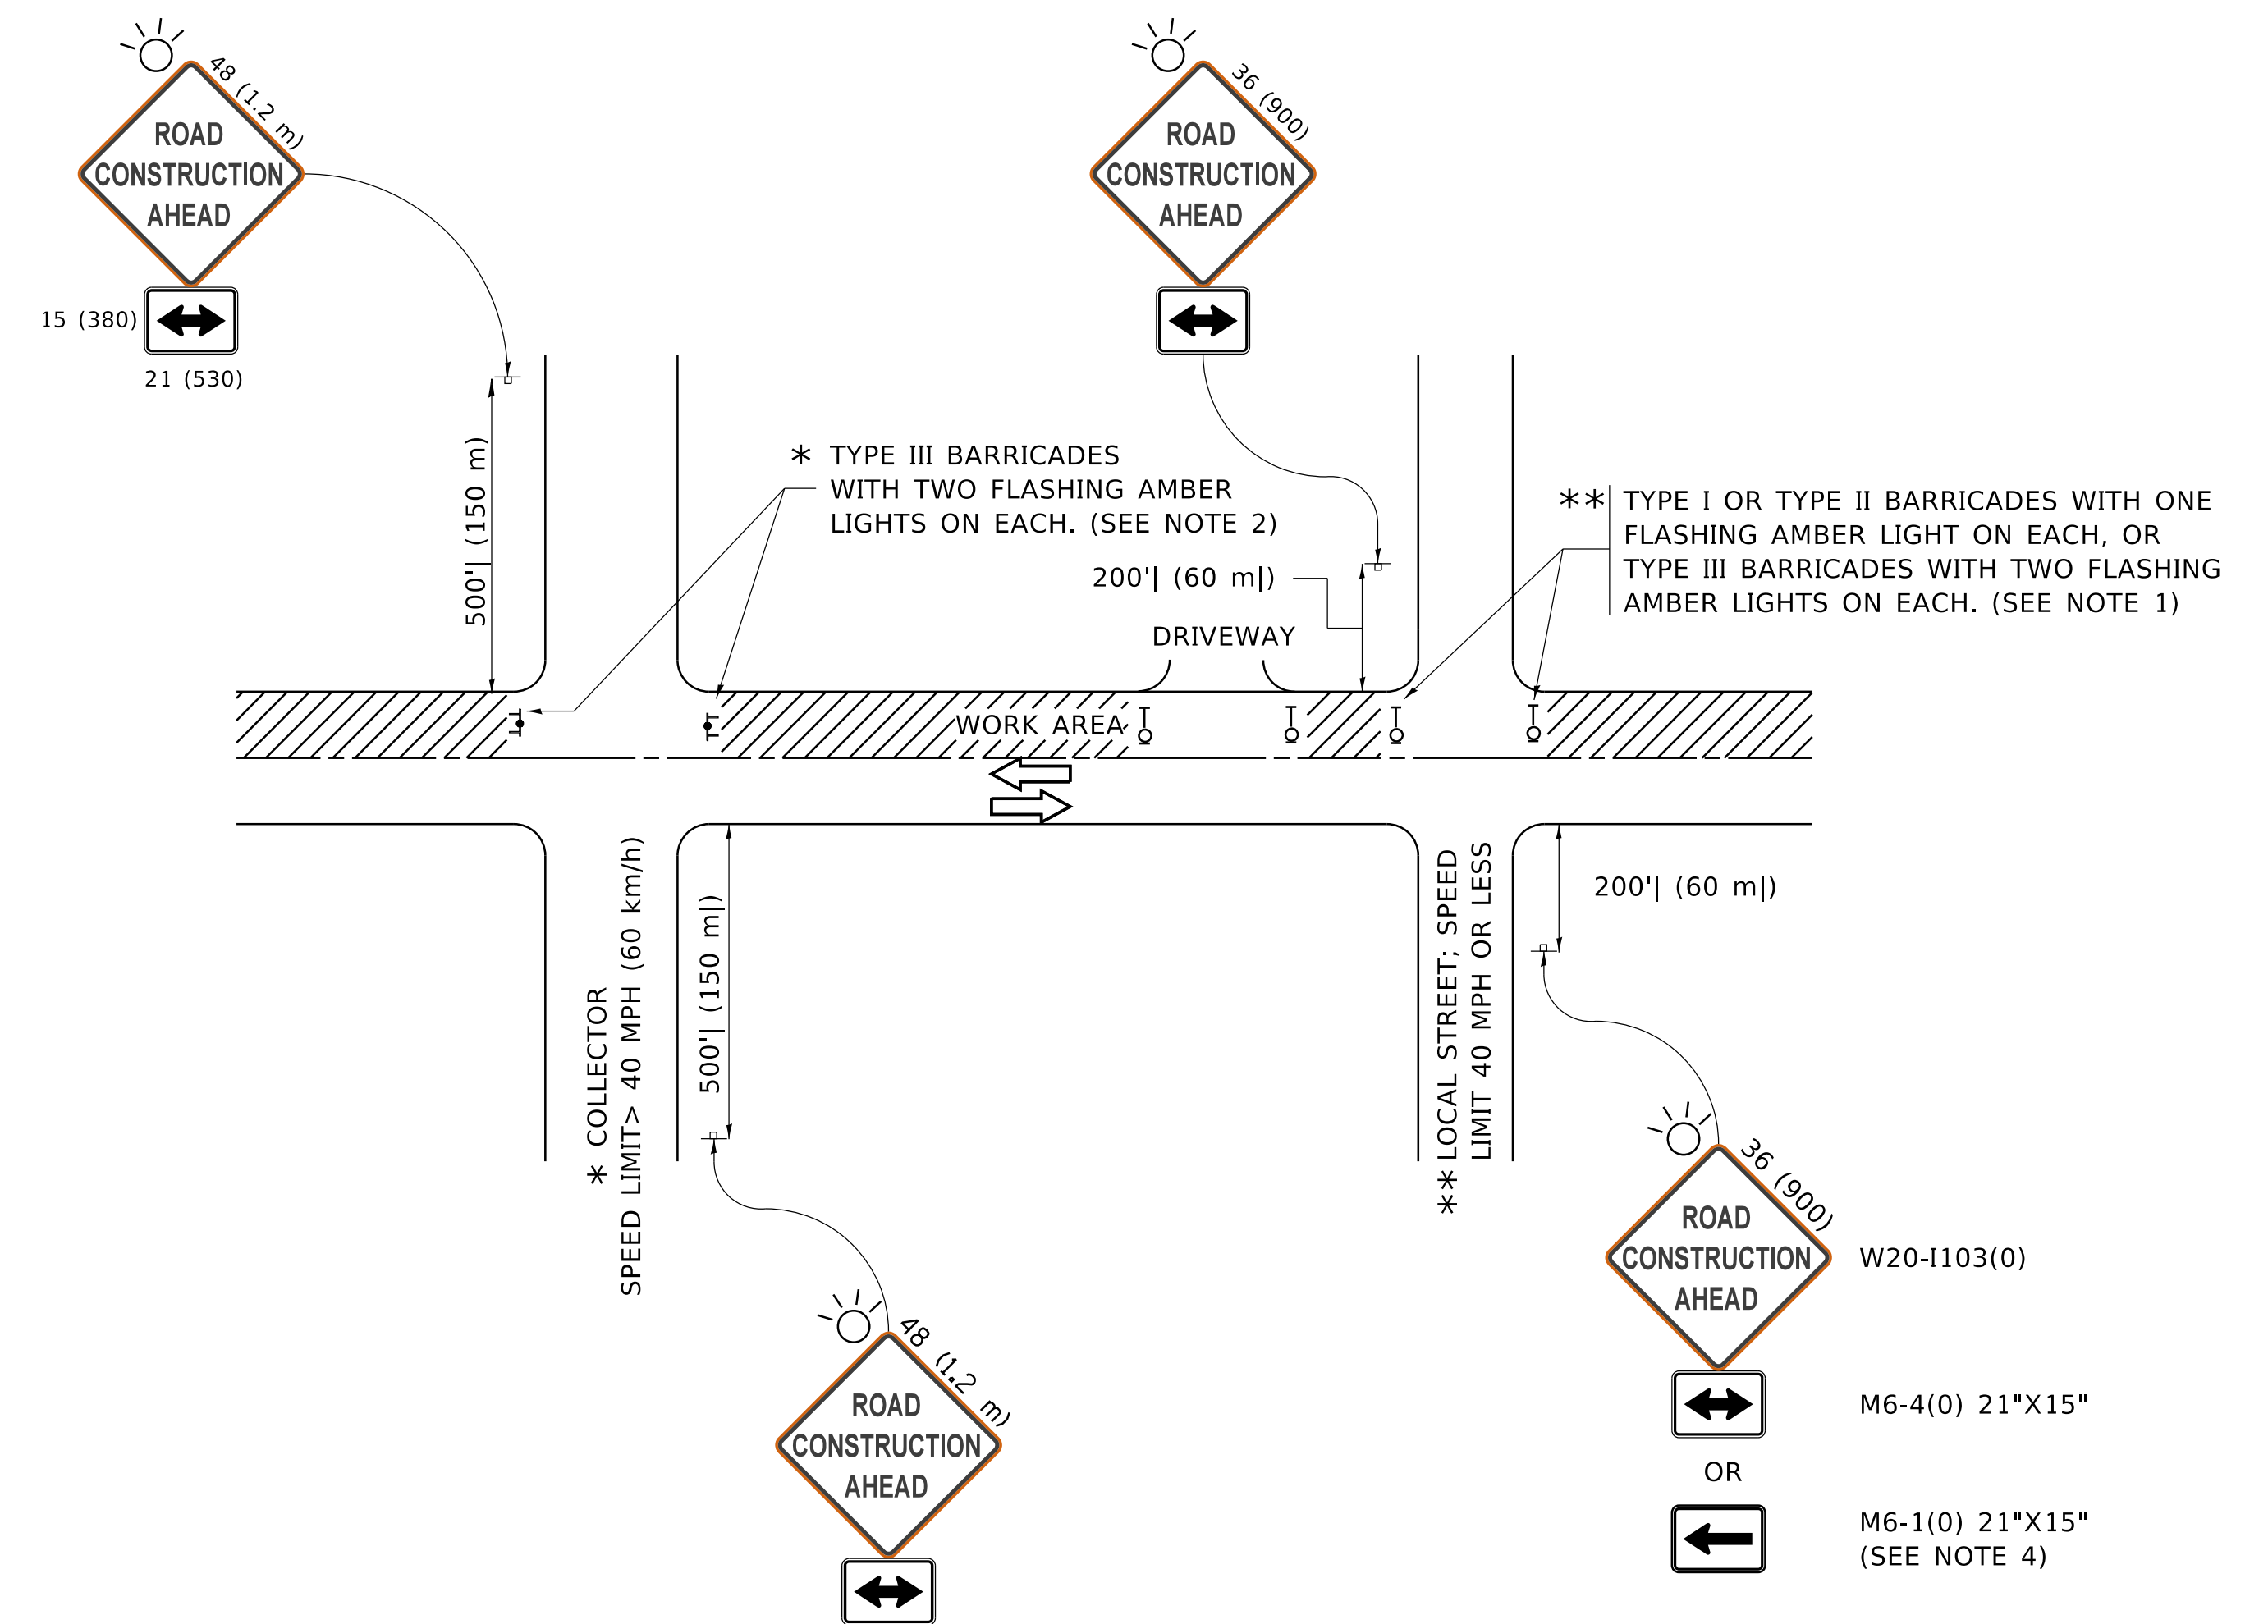 48 (1.2 m)
ROAD
CONSTRUCTION
AHEAD
15 (380)
21 (530)
36 (900)
ROAD
CONSTRUCTION
AHEAD
500'| (150 m)
* TYPE III BARRICADES
WITH TWO FLASHING AMBER
LIGHTS ON EACH. (SEE NOTE 2)
200'| (60 m|)
DRIVEWAY
** TYPE I OR TYPE II BARRICADES WITH ONE
FLASHING AMBER LIGHT ON EACH, OR
TYPE III BARRICADES WITH TWO FLASHING
AMBER LIGHTS ON EACH. (SEE NOTE 1)
WORK AREA
* COLLECTOR
SPEED LIMIT> 40 MPH (60 km/h)
500'| (150 m|)
** LOCAL STREET; SPEED
LIMIT 40 MPH OR LESS
200'| (60 m|)
48 (1.2 m)
ROAD
CONSTRUCTION
AHEAD
36 (900)
ROAD
CONSTRUCTION
AHEAD
W20-I103(0)
M6-4(0) 21"X15"
OR
M6-1(0) 21"X15"
(SEE NOTE 4)